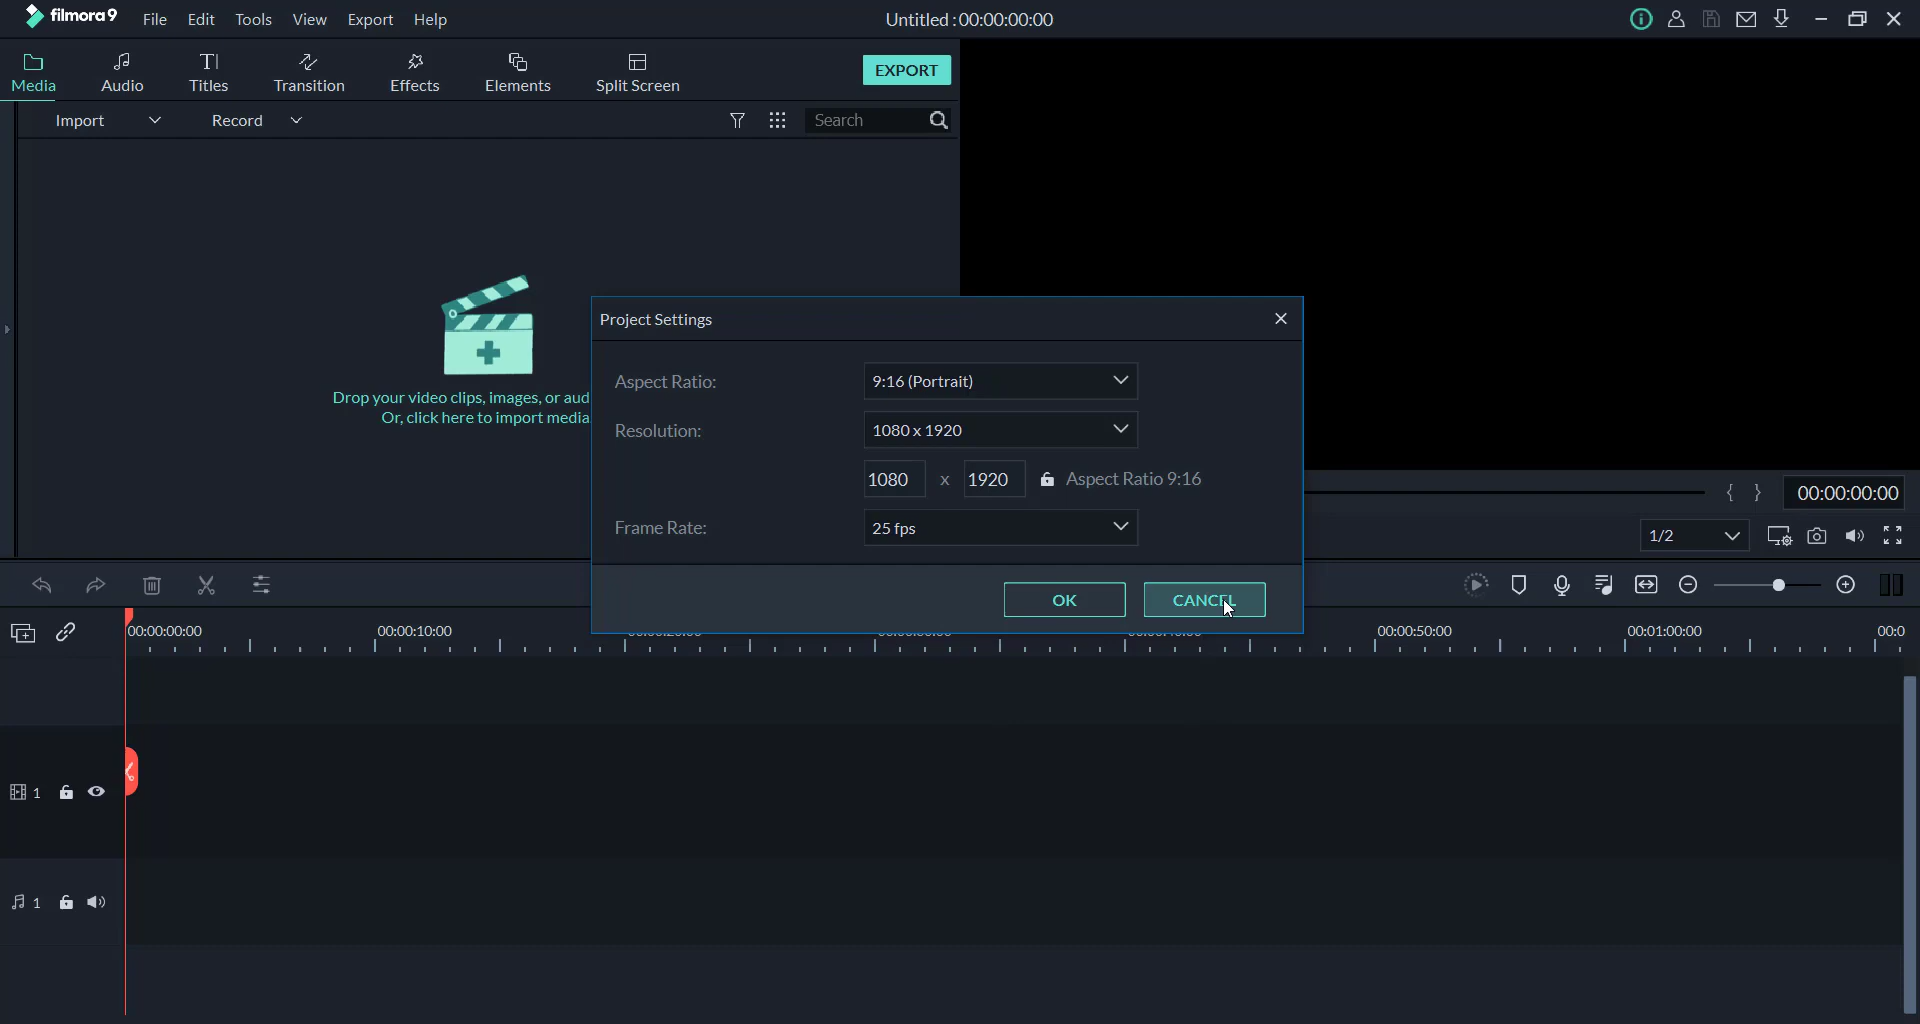 filmora9 File Edit Tools View Export Help Untitled : 00:00:00:00
Media Audio Titles Transition Effects Elements Split Screen EXPORT
Import Record Search
Drop your video clips, images, or aud
Or, click here to import media
Project Settings
Aspect Ratio: 9:16 (Portrait)
Resolution: 1080 x 1920
1080 x 1920 Aspect Ratio 9:16
Frame Rate: 25 fps
OK CANCEL
{ } 00:00:00:00
1/2
00:00:00:00 00:00:10:00 00:00:50:00 00:01:00:00 00:0
1
1